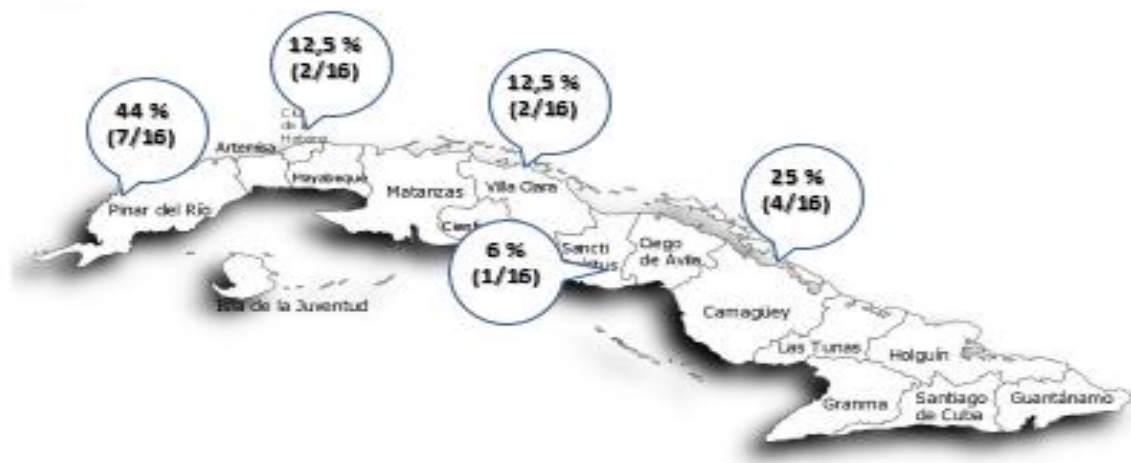 12,5 %
(2/16)
12,5 %
(2/16)
44 %
(7/16)
25 %
(4/16)
6 %
(1/16)
Artemisa
Mayabeque
Matanzas
Villa Clara
Pinar del Río
Sancti
Ciego
de Avila
Isla de la Juventud
Camagüey
Las Tunas
Holguín
Granma
Santiago
de Cuba
Guantánamo